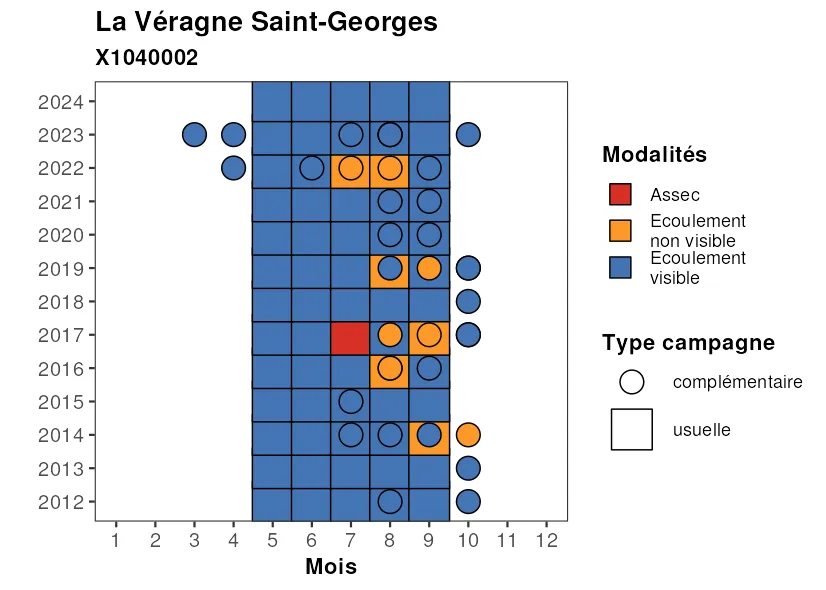 La Véragne Saint-Georges
X1040002
2024
2023
2022
2021
2020
2019
2018
2017
2016
2015
2014
2013
2012
1 2 3 4 5 6 7 8 9 10 11 12
Mois
Modalités
Assec
Ecoulement
non visible
Ecoulement
visible
Type campagne
complémentaire
usuelle